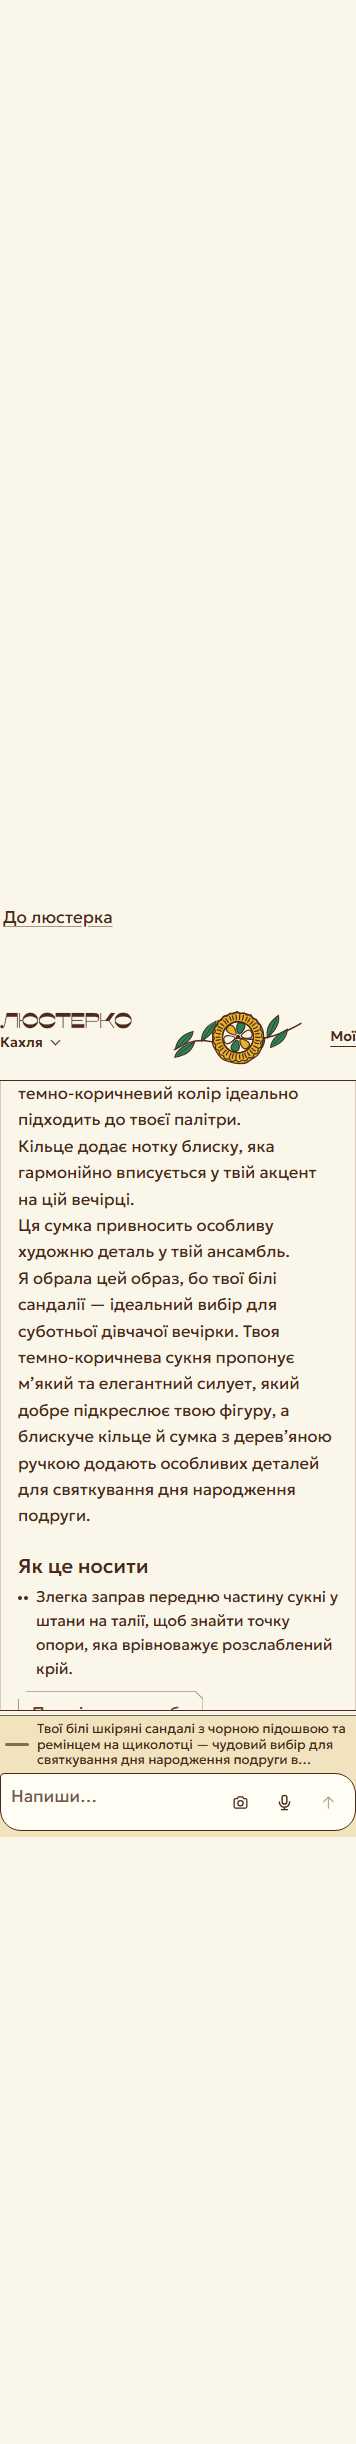 До люстерка
ЛЮСТЕРКО
Кахля
Мої
темно-коричневий колір ідеально
підходить до твоєї палітри.
Кільце додає нотку блиску, яка
гармонійно вписується у твій акцент
на цій вечірці.
Ця сумка привносить особливу
художню деталь у твій ансамбль.
Я обрала цей образ, бо твої білі
сандалії — ідеальний вибір для
суботньої дівчачої вечірки. Твоя
темно-коричнева сукня пропонує
м’який та елегантний силует, який
добре підкреслює твою фігуру, а
блискуче кільце й сумка з дерев’яною
ручкою додають особливих деталей
для святкування дня народження
подруги.
Як це носити
Злегка заправ передню частину сукні у
штани на талії, щоб знайти точку
опори, яка врівноважує розслаблений
крій.
Твої білі шкіряні сандалі з чорною підошвою та
ремінцем на щиколотці — чудовий вибір для
святкування дня народження подруги в…
Напиши…